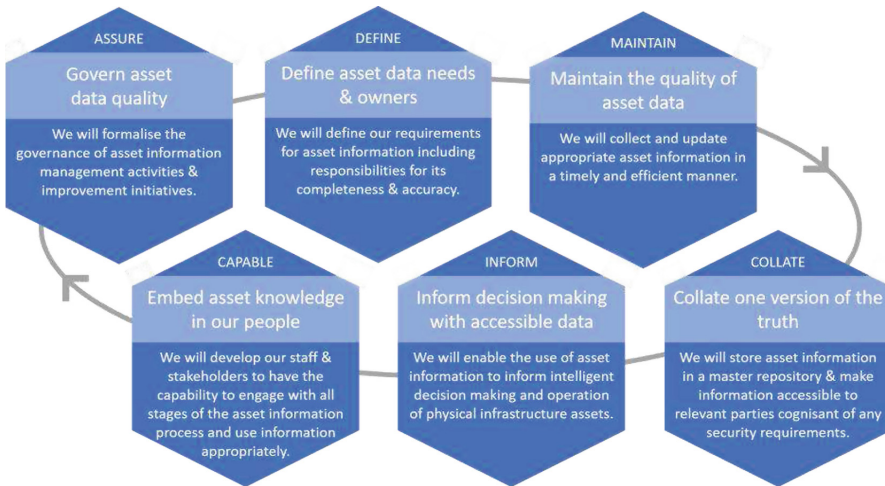 ASSURE
Govern asset
data quality
We will formalise the
governance of asset information
management activities &
improvement initiatives.
DEFINE
Define asset data needs
& owners
We will define our requirements
for asset information including
responsibilities for its
completeness & accuracy.
MAINTAIN
Maintain the quality of
asset data
We will collect and update
appropriate asset information in
a timely and efficient manner.
CAPABLE
Embed asset knowledge
in our people
We will develop our staff &
stakeholders to have the
capability to engage with all
stages of the asset information
process and use information
appropriately.
INFORM
Inform decision making
with accessible data
We will enable the use of asset
information to inform intelligent
decision making and operation
of physical infrastructure assets.
COLLATE
Collate one version of the
truth
We will store asset information
in a master repository & make
information accessible to
relevant parties cognisant of any
security requirements.